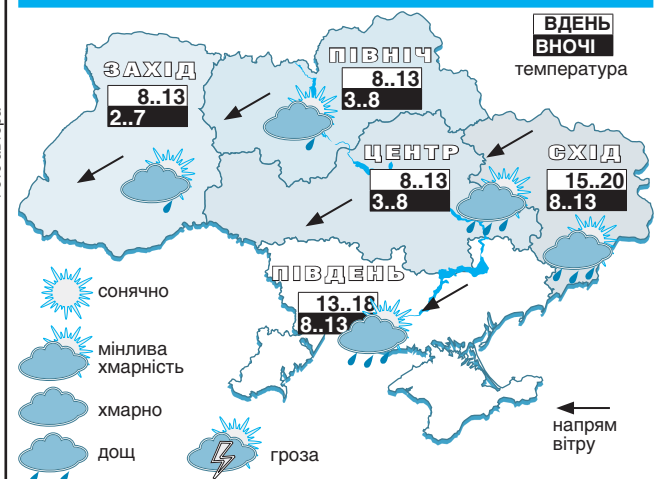 ВДЕНЬ
ВНОЧІ
температура
ПІВНІЧ
8..13
3..8
ЗАХІД
8..13
2..7
ЦЕНТР
8..13
3..8
СХІД
15..20
8..13
ПІВДЕНЬ
13..18
8..13
сонячно
мінлива
хмарність
хмарно
дощ
гроза
напрям
вітру